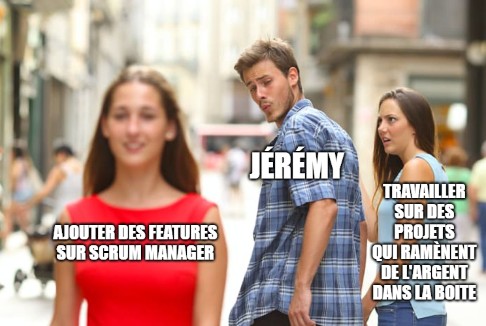 AJOUTER DES FEATURES
SUR SCRUM MANAGER
JÉRÉMY
TRAVAILLER
SUR DES
PROJETS
QUI RAMÈNENT
DE L'ARGENT
DANS LA BOITE